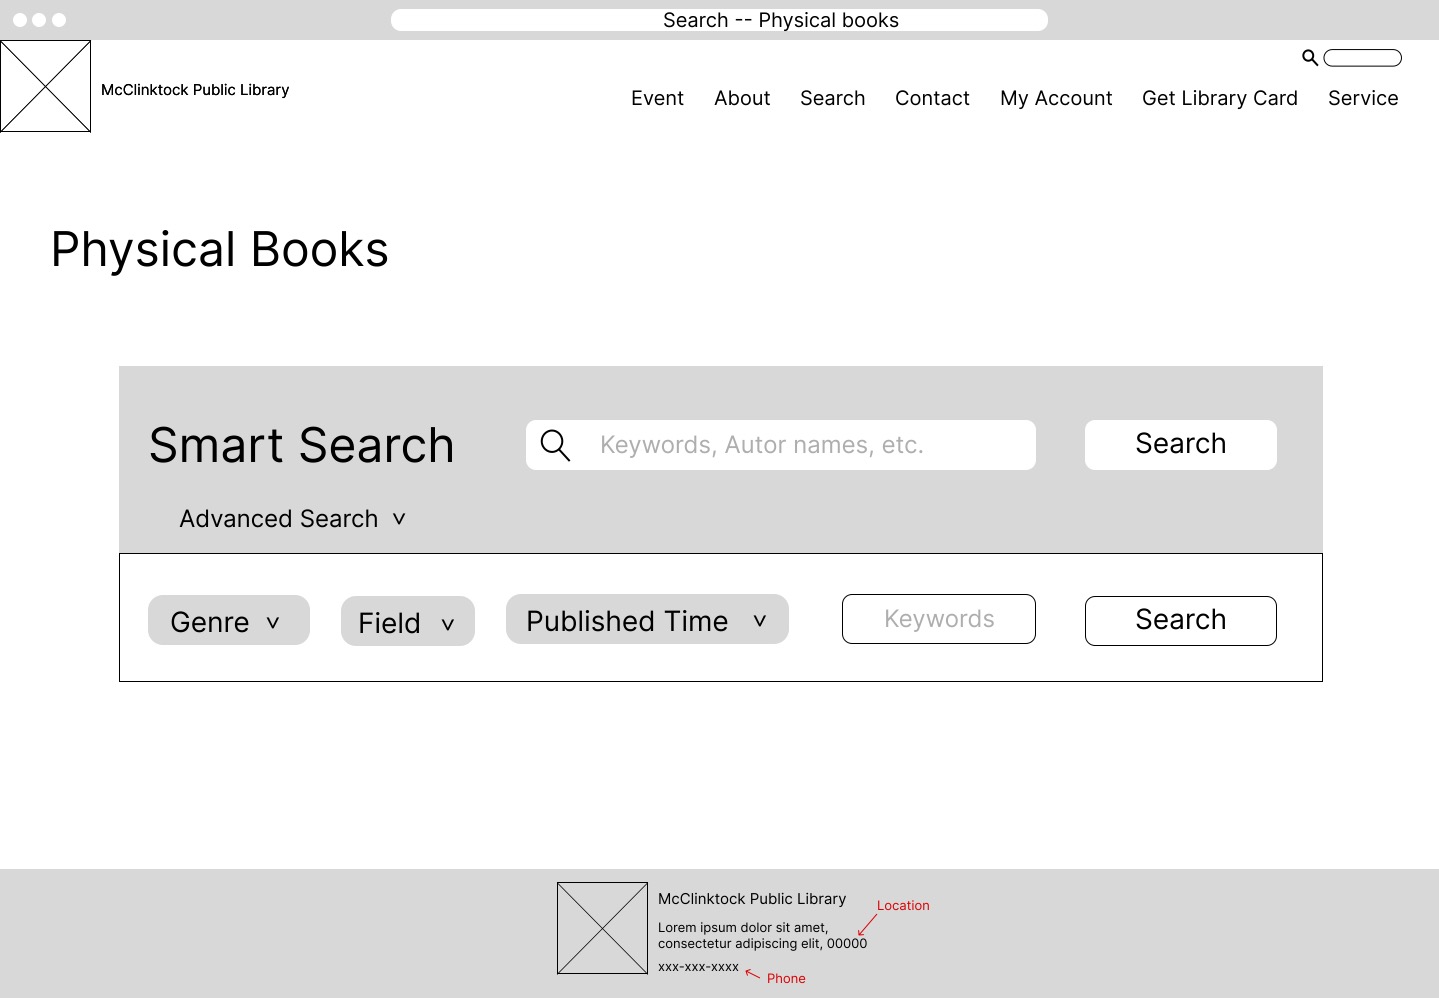 Search -- Physical books
McClinktock Public Library
Event About Search Contact My Account Get Library Card Service
Physical Books
Smart Search Keywords, Autor names, etc. Search
Advanced Search v
Genre v Field v Published Time v Keywords Search
McClinktock Public Library
Location
Lorem ipsum dolor sit amet,
consectetur adipiscing elit, 00000
xxx-xxx-xxxx
Phone